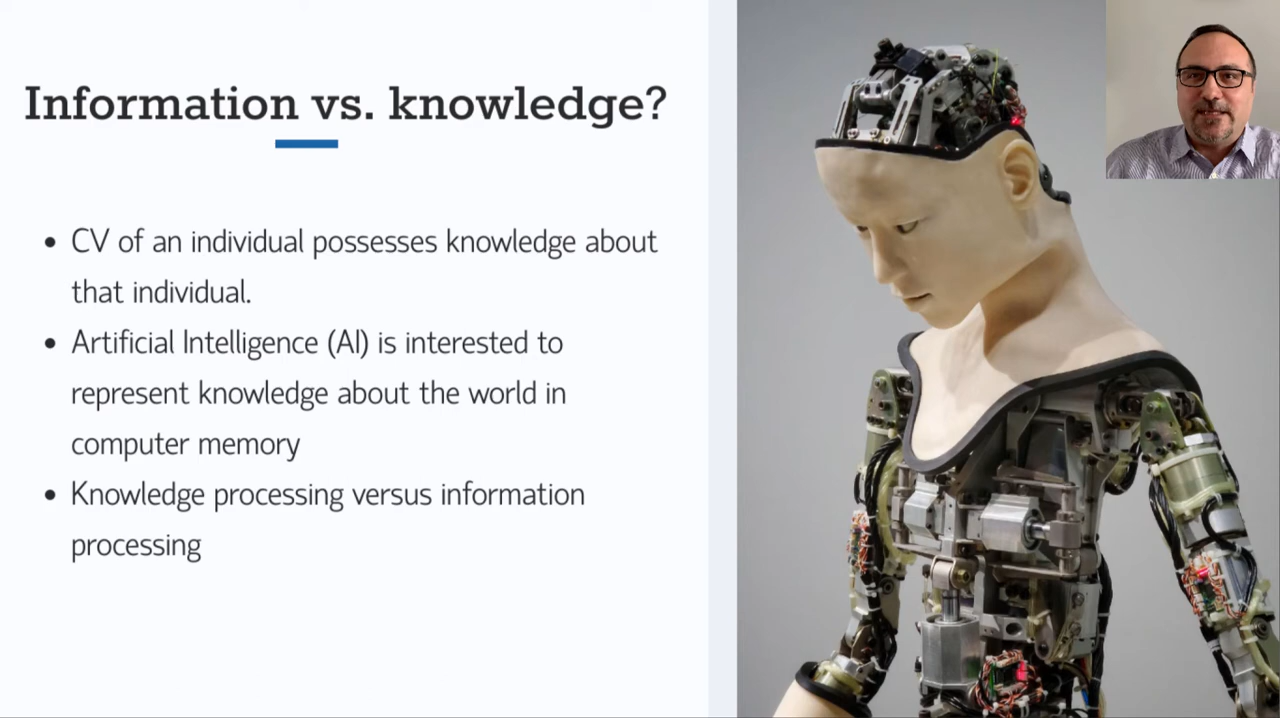 Information vs. knowledge?
• CV of an individual possesses knowledge about
that individual.
• Artificial Intelligence (AI) is interested to
represent knowledge about the world in
computer memory
• Knowledge processing versus information
processing